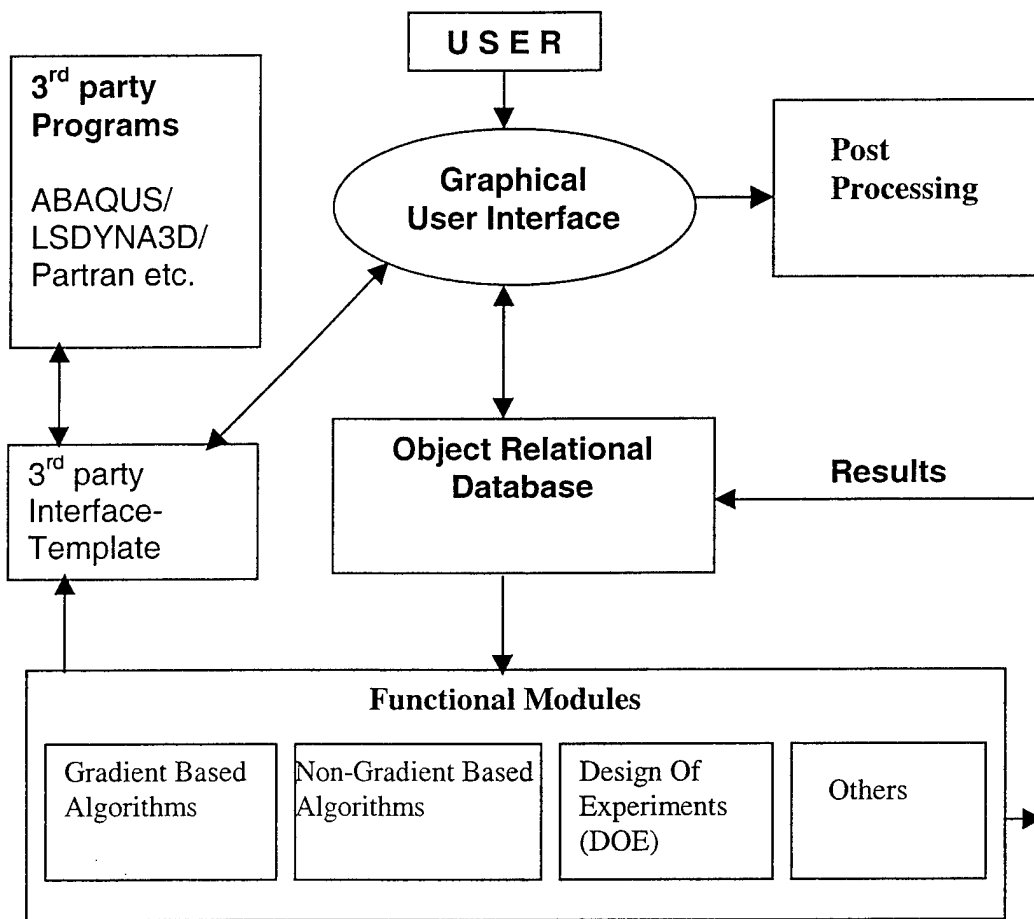 U S E R
3rd party
Programs
ABAQUS/
LSDYNA3D/
Partran etc.
Graphical
User Interface
Post
Processing
3rd party
Interface-
Template
Object Relational
Database
Results
Functional Modules
Gradient Based
Algorithms
Non-Gradient Based
Algorithms
Design Of
Experiments
(DOE)
Others